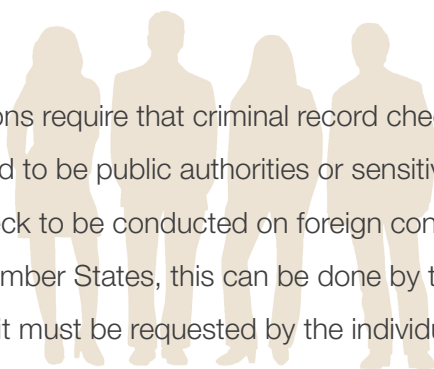 ons require that criminal record che
d to be public authorities or sensitiv
ck to be conducted on foreign con
mber States, this can be done by t
it must be requested by the individu